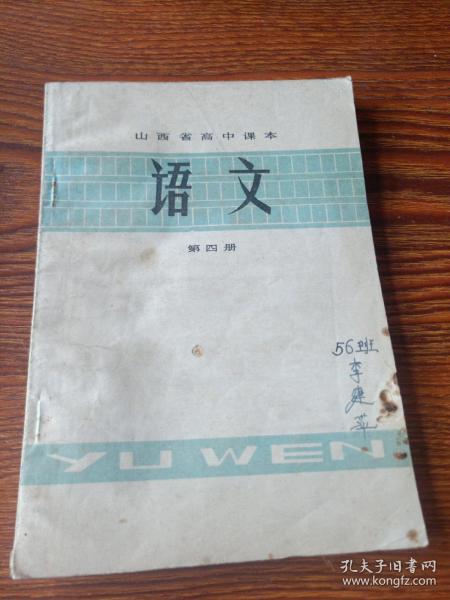 山西省高中课本
语文
第四册
56班
李建萍
YU WEN
孔夫子旧书网
www.kongfz.com